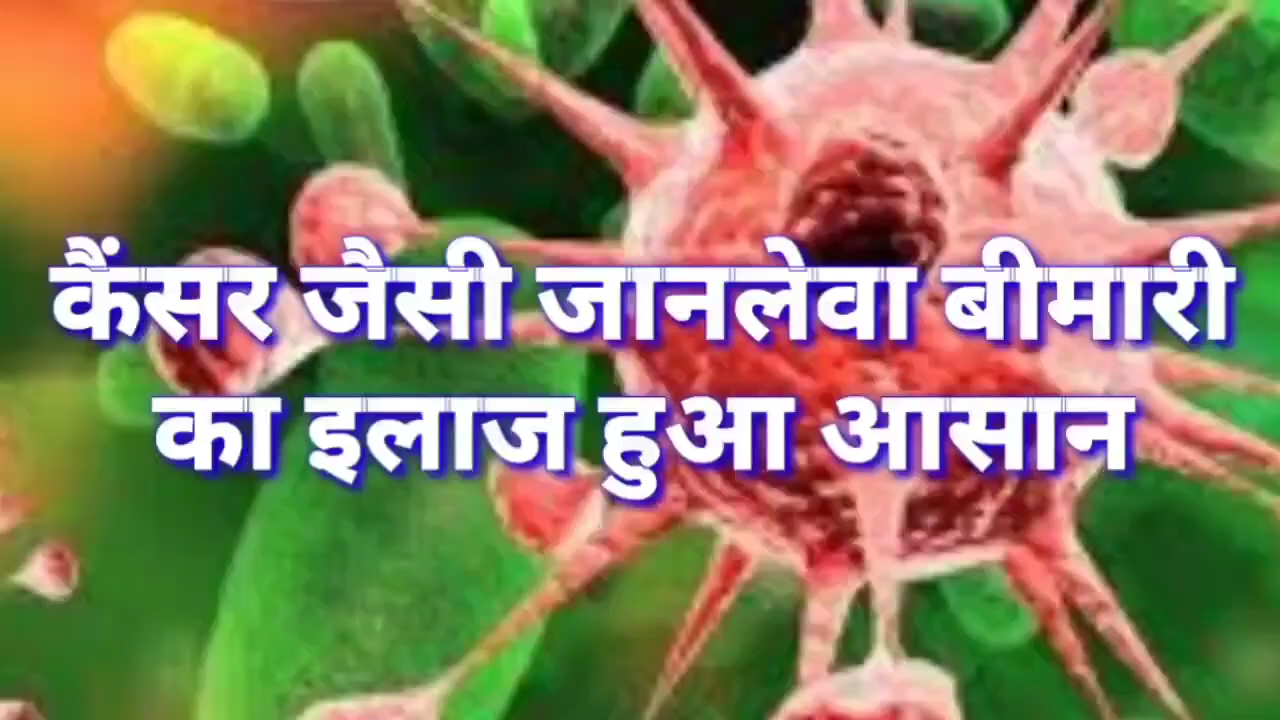 कैंसर जैसी जानलेवा बीमारी
का इलाज हुआ आसान